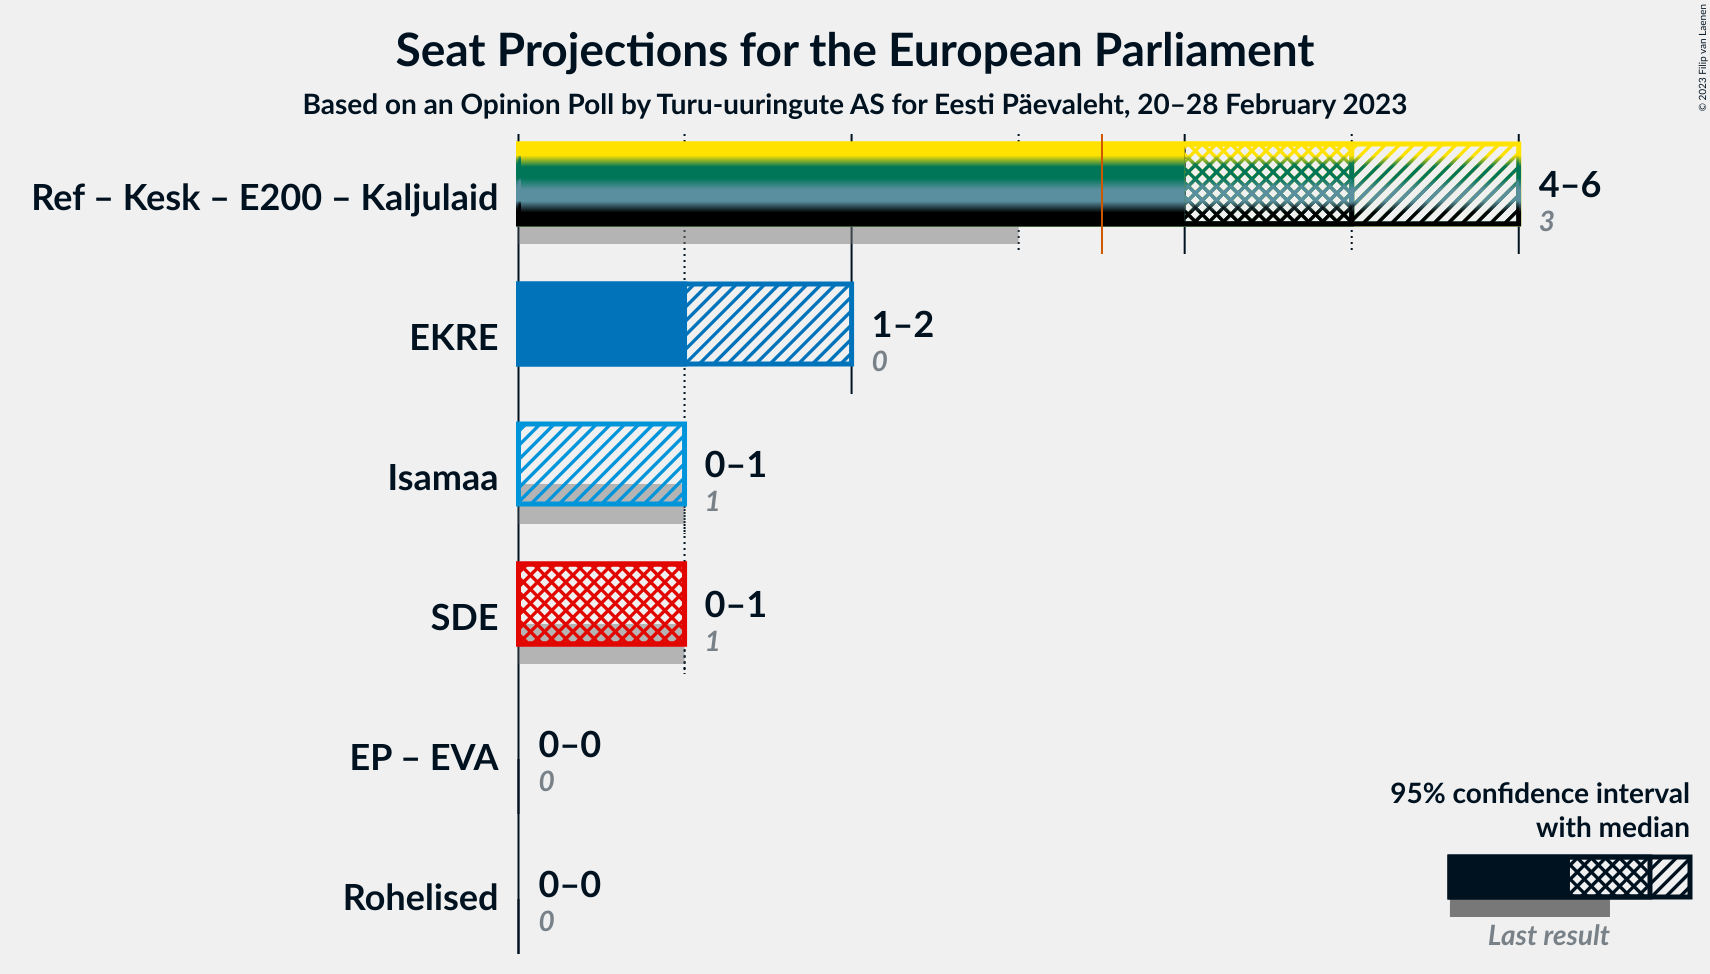 Seat Projections for the European Parliament
Based on an Opinion Poll by Turu-uuringute AS for Eesti Päevaleht, 20–28 February 2023
© 2023 Filip van Laenen
Ref – Kesk – E200 – Kaljulaid
4–6
3
EKRE
1–2
0
Isamaa
0–1
1
SDE
0–1
1
EP – EVA
0–0
0
Rohelised
0–0
0
95% confidence interval
with median
Last result